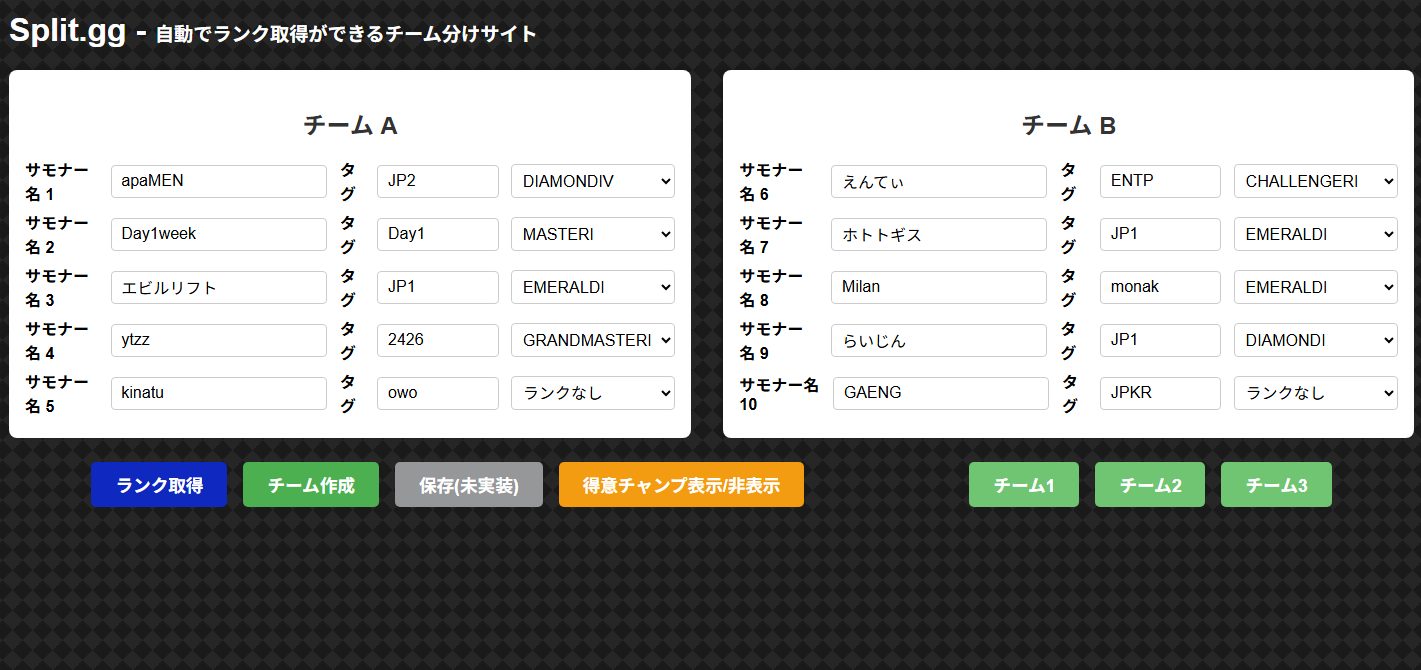 Split.gg - 自動でランク取得ができるチーム分けサイト
チーム A
サモナー
名 1
apaMEN
タ
グ
JP2
DIAMONDIV
サモナー
名 2
Day1week
タ
グ
Day1
MASTERI
サモナー
名 3
エビルリフト
タ
グ
JP1
EMERALDI
サモナー
名 4
ytzz
タ
グ
2426
GRANDMASTERI
サモナー
名 5
kinatu
タ
グ
owo
ランクなし
チーム B
サモナー
名 6
えんてぃ
タ
グ
ENTP
CHALLENGERI
サモナー
名 7
ホトトギス
タ
グ
JP1
EMERALDI
サモナー
名 8
Milan
タ
グ
monak
EMERALDI
サモナー
名 9
らいじん
タ
グ
JP1
DIAMONDI
サモナー名
10
GAENG
タ
グ
JPKR
ランクなし
ランク取得
チーム作成
保存(未実装)
得意チャンプ表示/非表示
チーム1
チーム2
チーム3